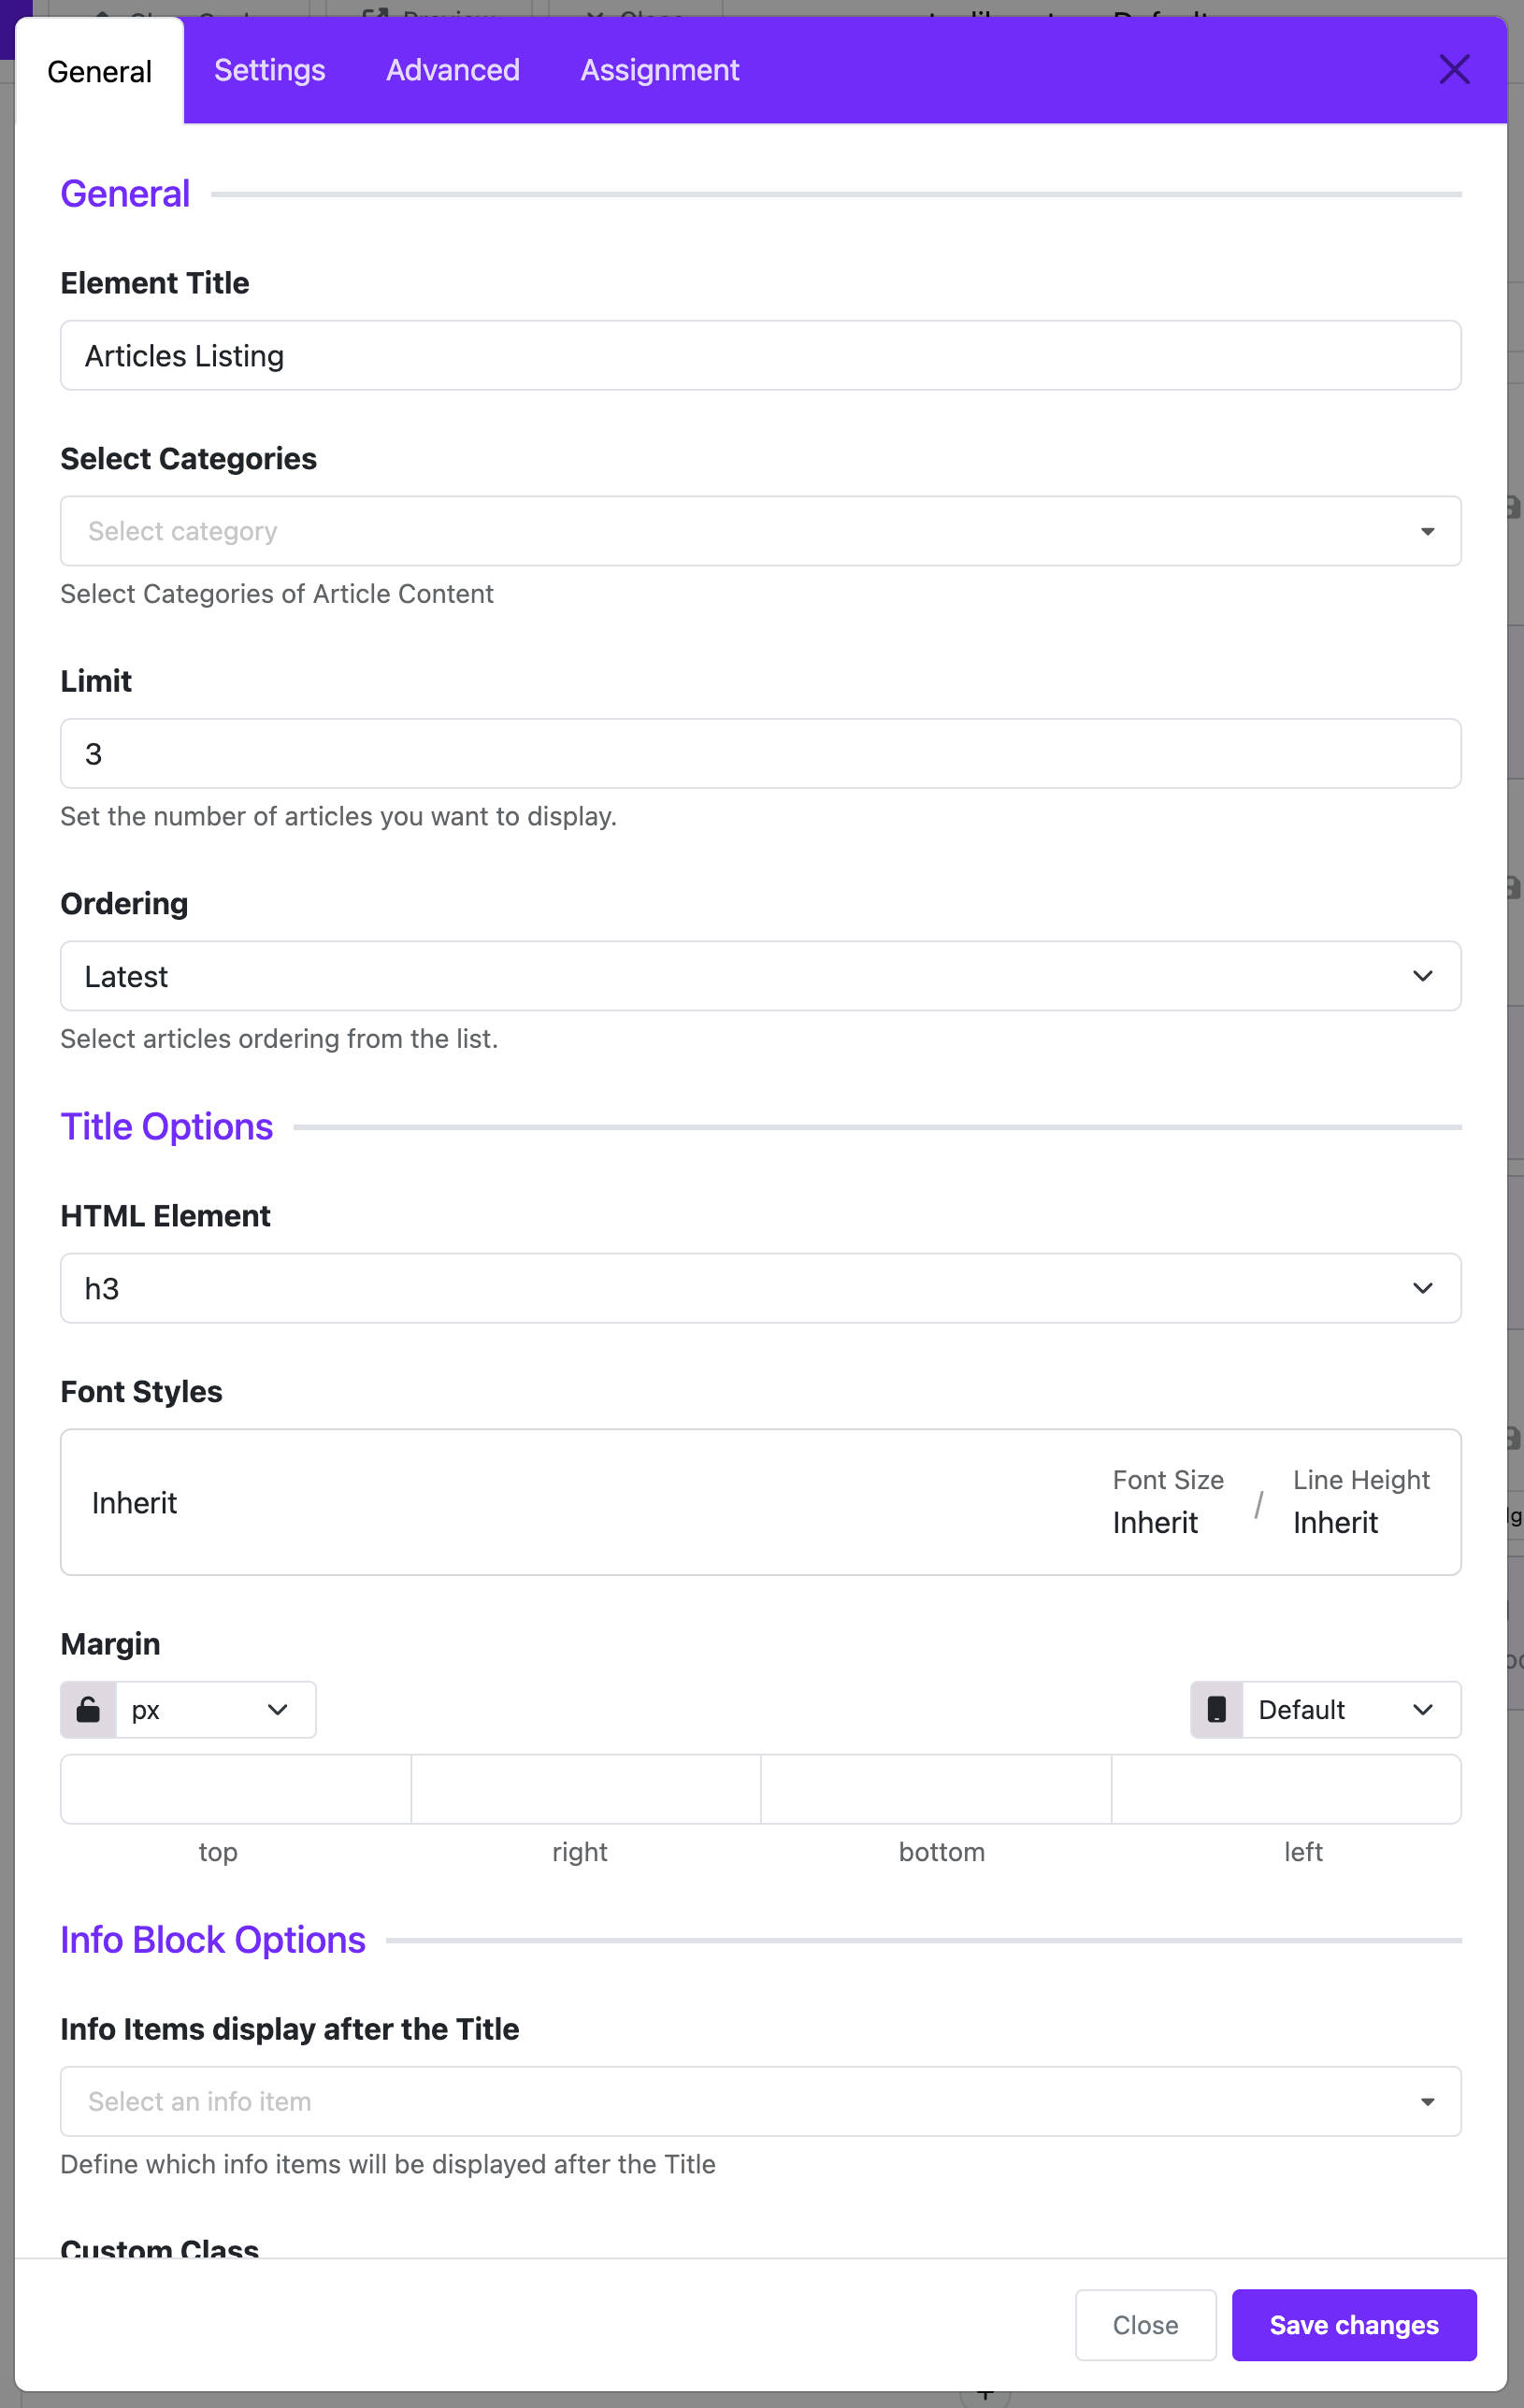 Preview
Close
Default
General
Settings
Advanced
Assignment
General
Element Title
Articles Listing
Select Categories
Select category
Select Categories of Article Content
Limit
3
Set the number of articles you want to display.
Ordering
Latest
Select articles ordering from the list.
Title Options
HTML Element
h3
Font Styles
Inherit
Font Size
Inherit
/
Line Height
Inherit
Margin
px
Default
top
right
bottom
left
Info Block Options
Info Items display after the Title
Select an info item
Define which info items will be displayed after the Title
Custom Class
Close
Save changes